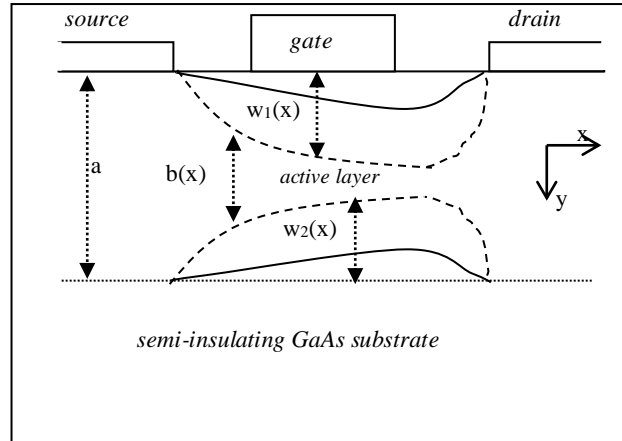 source gate drain
w1(x)
x
a
b(x)
active layer
y
w2(x)
semi-insulating GaAs substrate